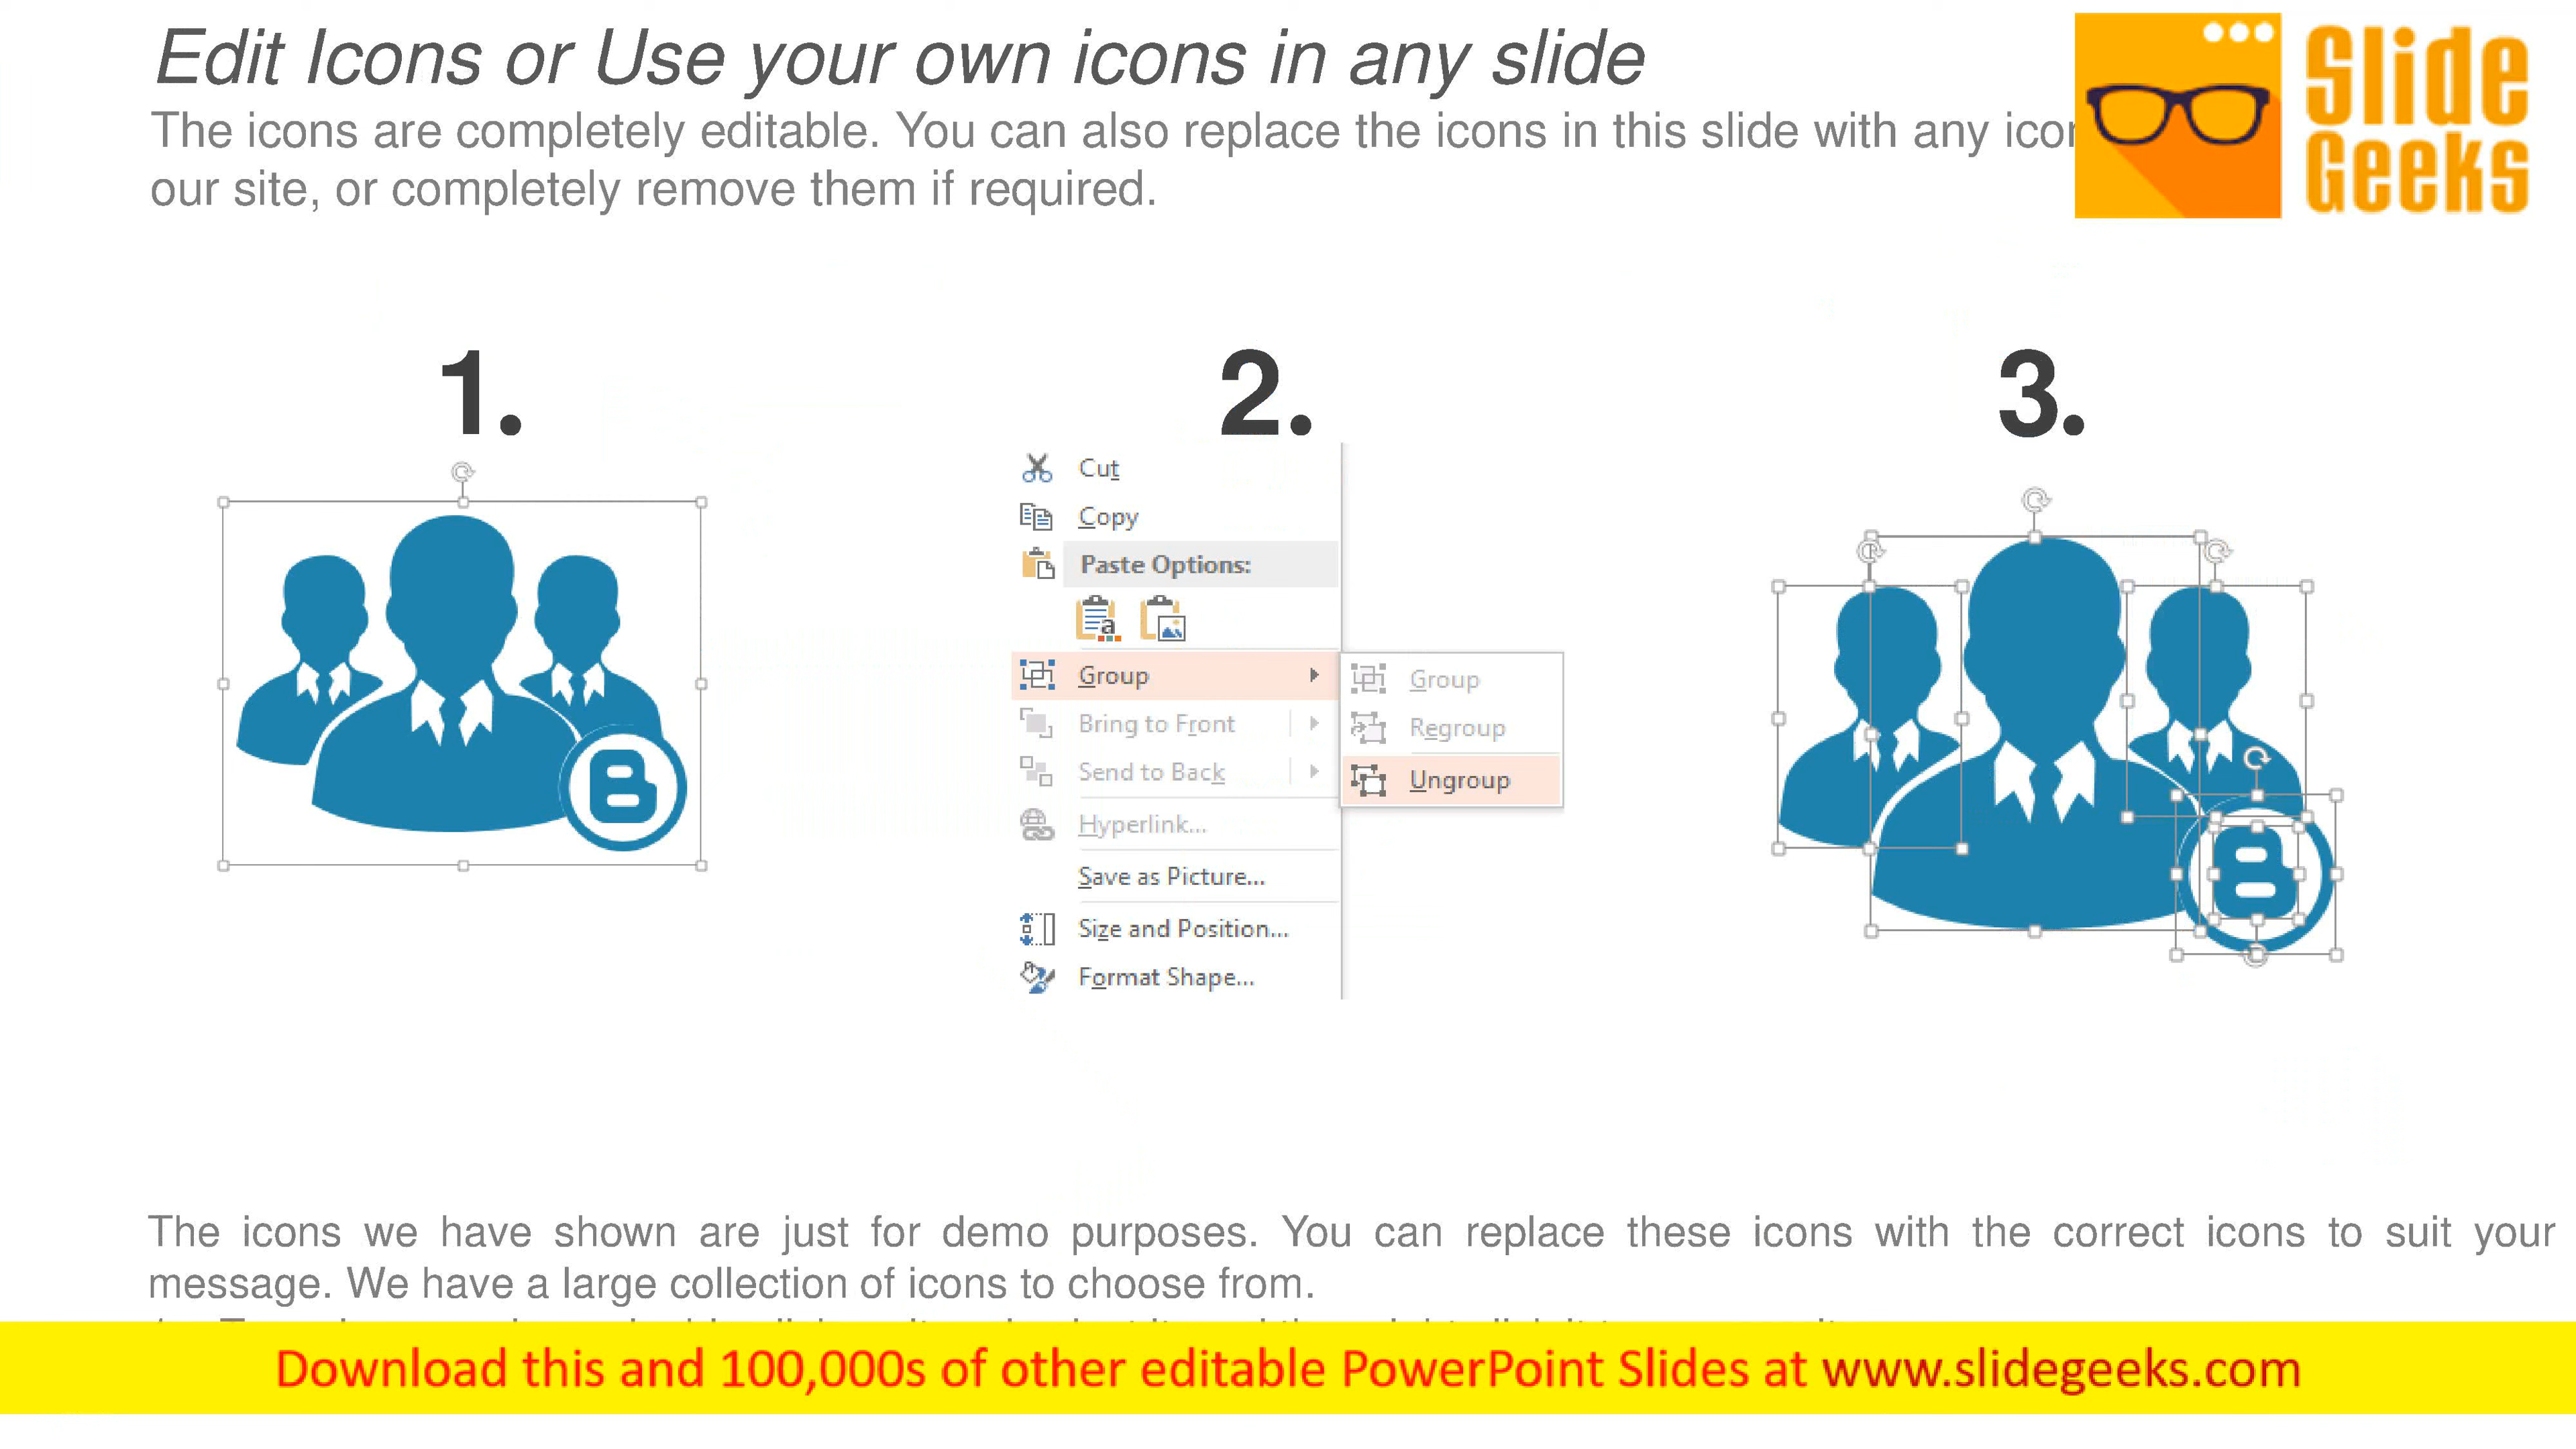 Edit Icons or Use your own icons in any slide
The icons are completely editable. You can also replace the icons in this slide with any
our site, or completely remove them if required.
Slide
Geeks
1.
2.
3.
Cut
Copy
Paste Options:
a
Group
Bring to Front
Send to Back
Hyperlink...
Save as Picture...
Size and Position...
Format Shape...
Group
Regroup
Ungroup
B
B
The icons we have shown are just for demo purposes. You can replace these icons with the correct icons to suit your
message. We have a large collection of icons to choose from.
Download this and 100,000s of other editable PowerPoint Slides at www.slidegeeks.com